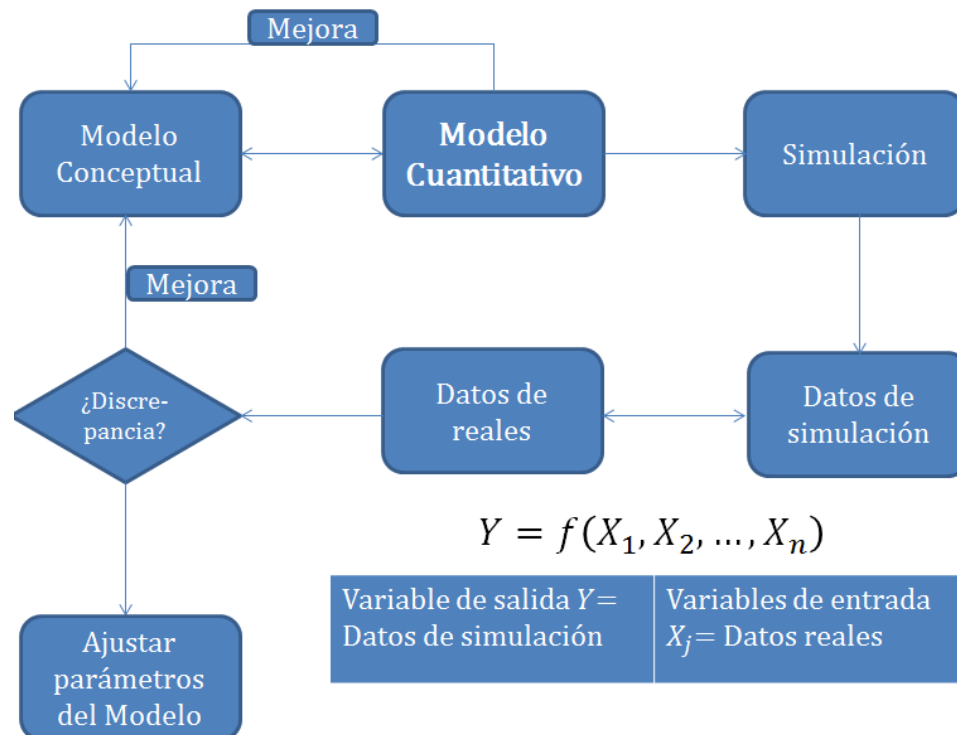 Mejora
Modelo
Conceptual
Modelo
Cuantitativo
Simulación
Mejora
¿Discre-
pancia?
Datos de
reales
Datos de
simulación
Y = f(X₁, X₂, ..., Xₙ)
Variable de salida Y =
Datos de simulación
Variables de entrada
Xⱼ = Datos reales
Ajustar
parámetros
del Modelo